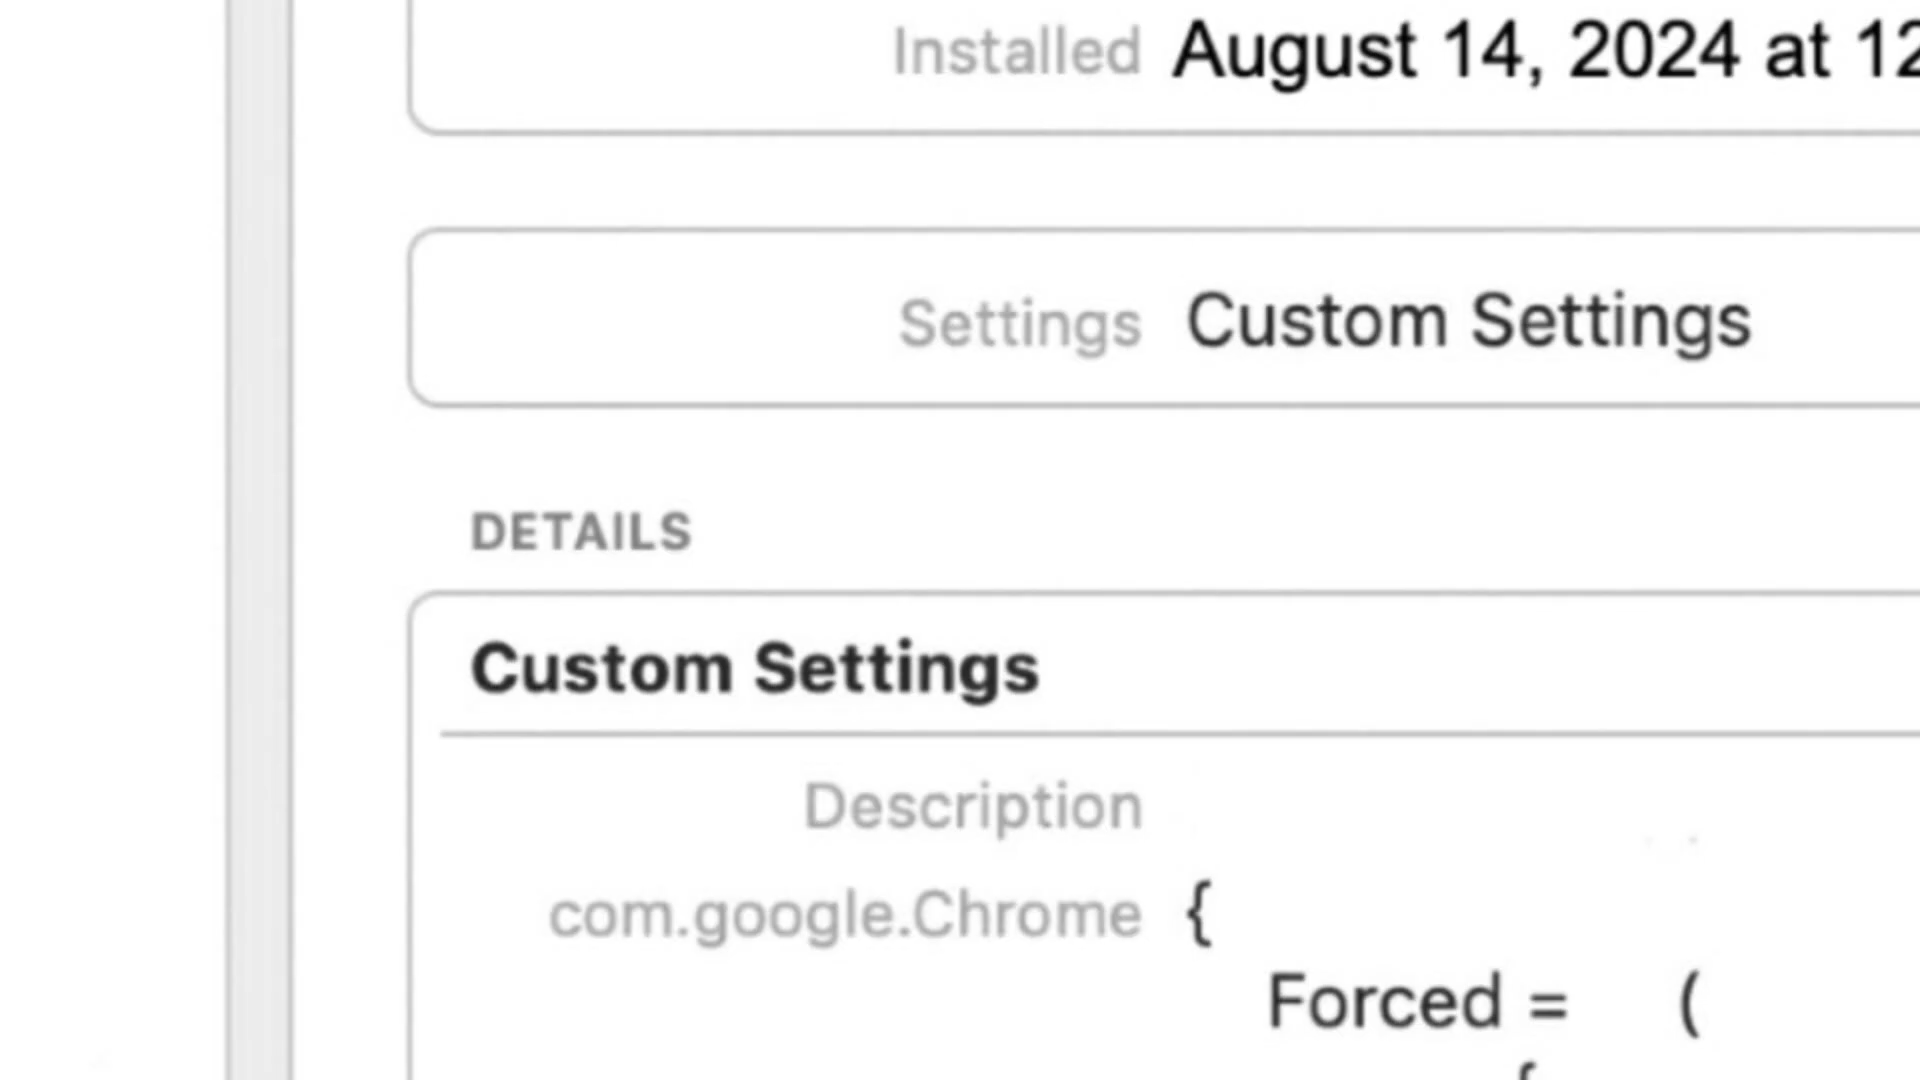 Installed August 14, 2024 at 12
Settings Custom Settings
DETAILS
Custom Settings
Description
com.google.Chrome {
Forced = (
{